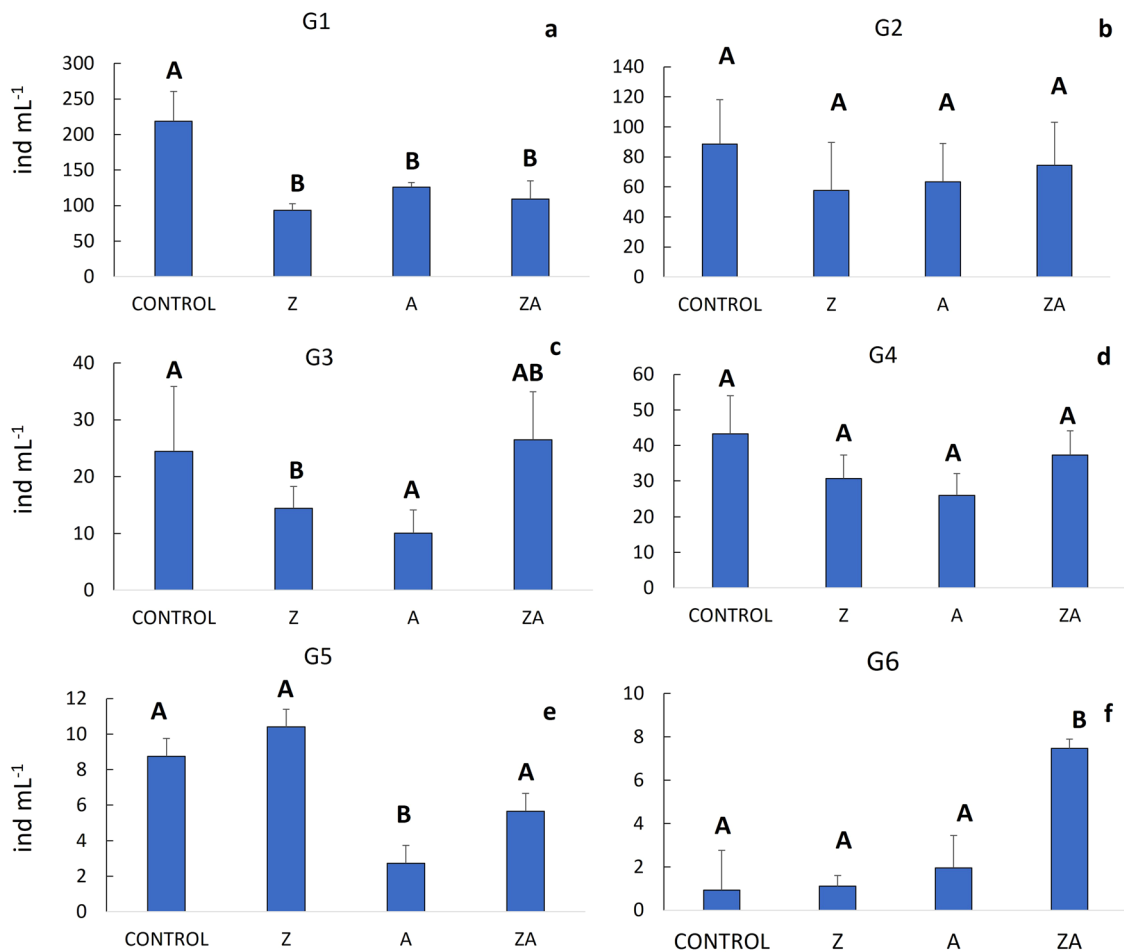 G1
a
ind mL-1
300
250
200
150
100
50
0
A
B
B
B
CONTROL Z A ZA
G2
b
140
120
100
80
60
40
20
0
A
A
A
A
CONTROL Z A ZA
G3
c
ind mL-1
40
30
20
10
0
A
B
A
AB
CONTROL Z A ZA
G4
d
60
50
40
30
20
10
0
A
A
A
A
CONTROL Z A ZA
G5
e
ind mL-1
12
10
8
6
4
2
0
A
A
B
A
CONTROL Z A ZA
G6
f
10
8
6
4
2
0
A
A
A
B
CONTROL Z A ZA